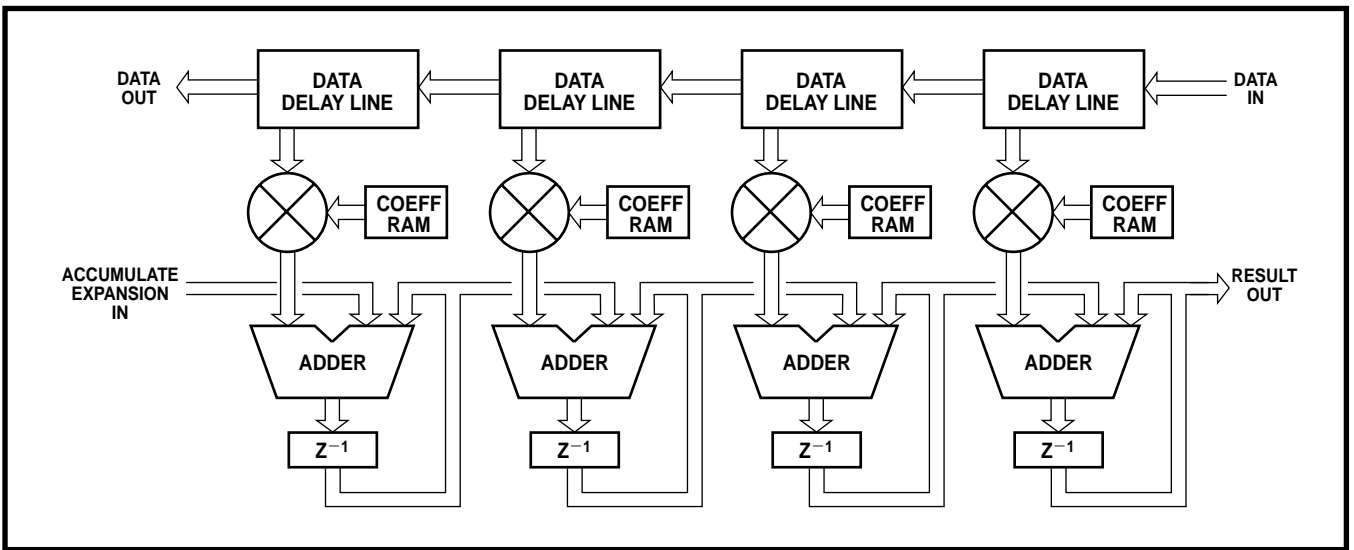 DATA
OUT
DATA
DELAY LINE
DATA
DELAY LINE
DATA
DELAY LINE
DATA
DELAY LINE
DATA
IN
COEFF
RAM
COEFF
RAM
COEFF
RAM
COEFF
RAM
ACCUMULATE
EXPANSION
IN
RESULT
OUT
ADDER
ADDER
ADDER
ADDER
Z⁻¹
Z⁻¹
Z⁻¹
Z⁻¹